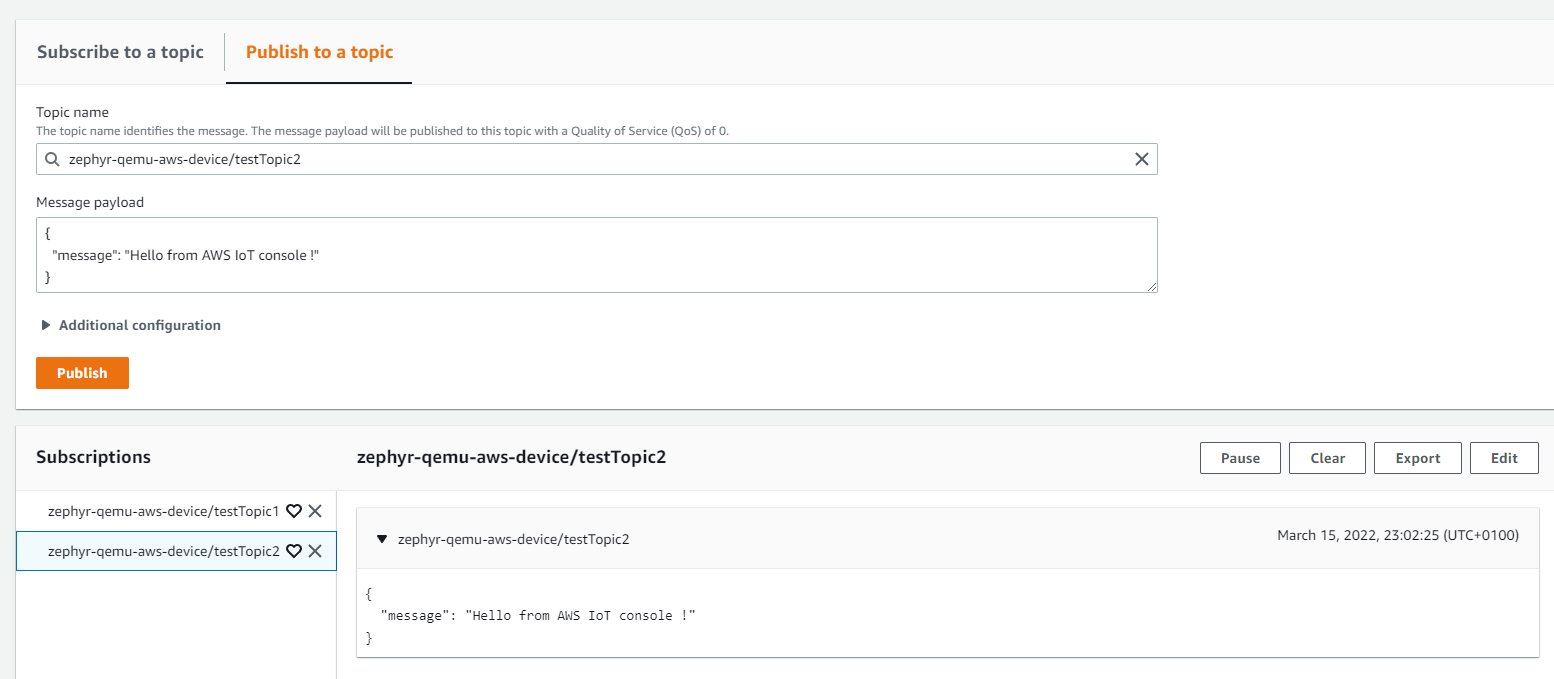 Subscribe to a topic
Publish to a topic
Topic name
The topic name identifies the message. The message payload will be published to this topic with a Quality of Service (QoS) of 0.
zephyr-qemu-aws-device/testTopic2
Message payload
{
"message": "Hello from AWS IoT console !"
}
Additional configuration
Publish
Subscriptions
zephyr-qemu-aws-device/testTopic2
Pause
Clear
Export
Edit
zephyr-qemu-aws-device/testTopic1
zephyr-qemu-aws-device/testTopic2
zephyr-qemu-aws-device/testTopic2
March 15, 2022, 23:02:25 (UTC+0100)
{
"message": "Hello from AWS IoT console !"
}